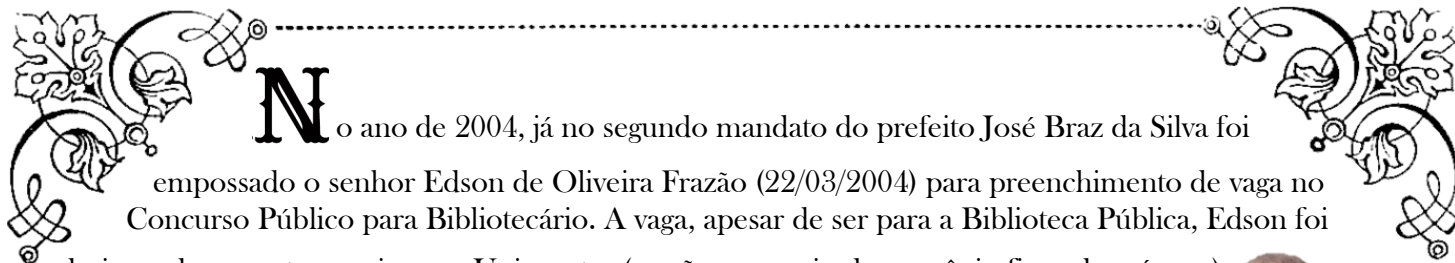 No ano de 2004, já no segundo mandato do prefeito José Braz da Silva foi
empossado o senhor Edson de Oliveira Frazão (22/03/2004) para preenchimento de vaga no
Concurso Público para Bibliotecário. A vaga, apesar de ser para a Biblioteca Pública, Edson foi